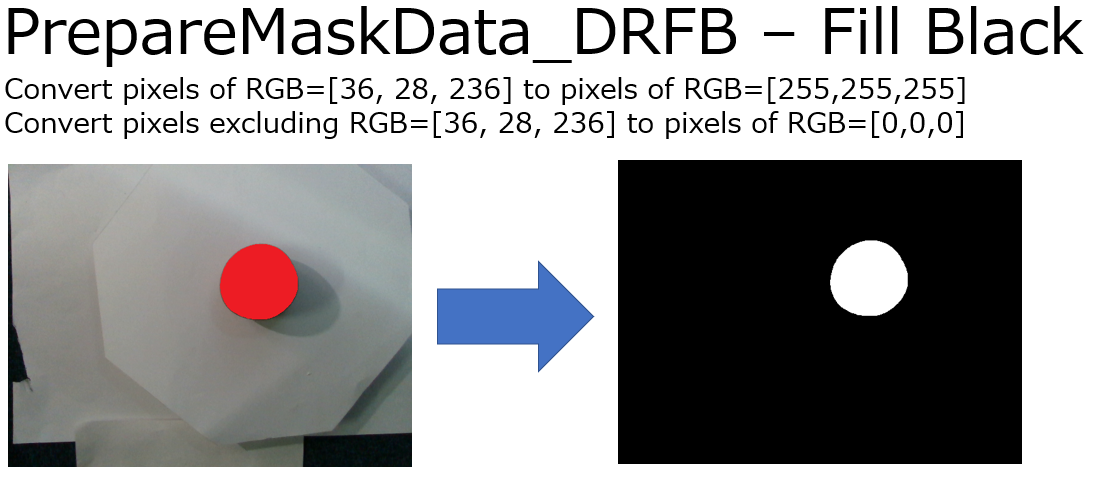 PrepareMaskData_DRFB – Fill Black
Convert pixels of RGB=[36, 28, 236] to pixels of RGB=[255,255,255]
Convert pixels excluding RGB=[36, 28, 236] to pixels of RGB=[0,0,0]